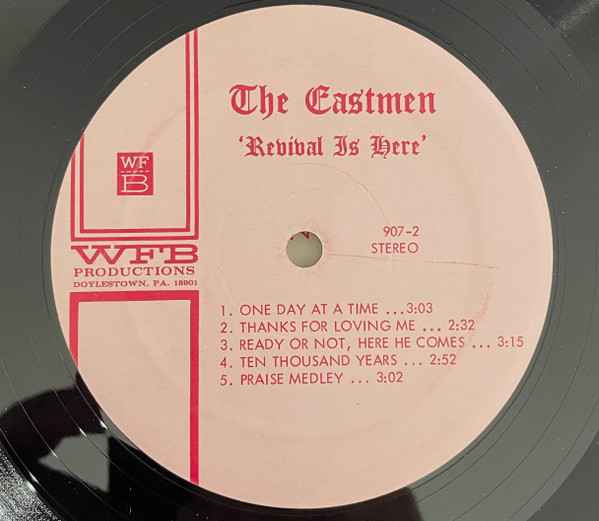 The Eastmen
'Revival Is Here'
WF
B
WFB
PRODUCTIONS
DOYLESTOWN, PA. 18901
907-2
STEREO
1. ONE DAY AT A TIME ...3:03
2. THANKS FOR LOVING ME ... 2:32
3. READY OR NOT, HERE HE COMES ... 3:15
4. TEN THOUSAND YEARS ... 2:52
5. PRAISE MEDLEY ... 3:02